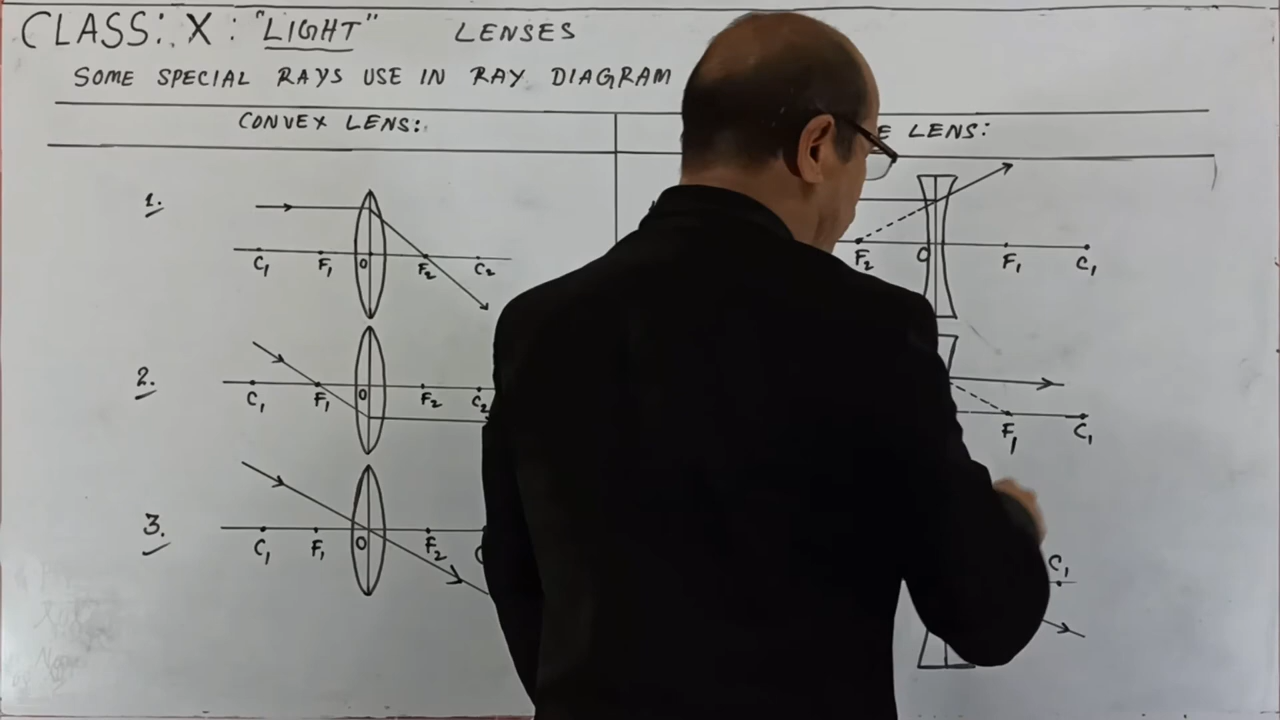 CLASS: X: "LIGHT" LENSES
SOME SPECIAL RAYS USE IN RAY DIAGRAM
CONVEX LENS:
E LENS:
1.
C₁ F₁ O F₂ C₂
F₂ O F₁ C₁
2.
C₁ F₁ O F₂ C₂
F₁ C₁
3.
C₁ F₁ O F₂
C₁